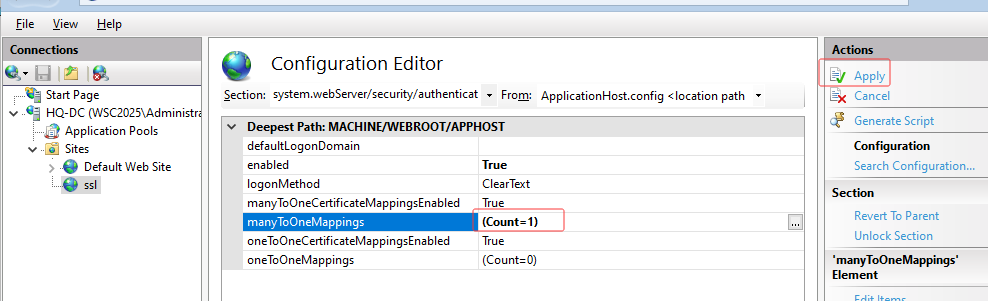 File View Help
Connections
Start Page
HQ-DC (WSC2025\Administra
Application Pools
Sites
Default Web Site
ssl
Configuration Editor
Section: system.webServer/security/authenticat From: ApplicationHost.config <location path
Deepest Path: MACHINE/WEBROOT/APPHOST
defaultLogonDomain
enabled True
logonMethod ClearText
manyToOneCertificateMappingsEnabled True
manyToOneMappings (Count=1) ...
oneToOneCertificateMappingsEnabled True
oneToOneMappings (Count=0)
Actions
Apply
Cancel
Generate Script
Configuration
Search Configuration...
Section
Revert To Parent
Unlock Section
'manyToOneMappings'
Element
Edit Items